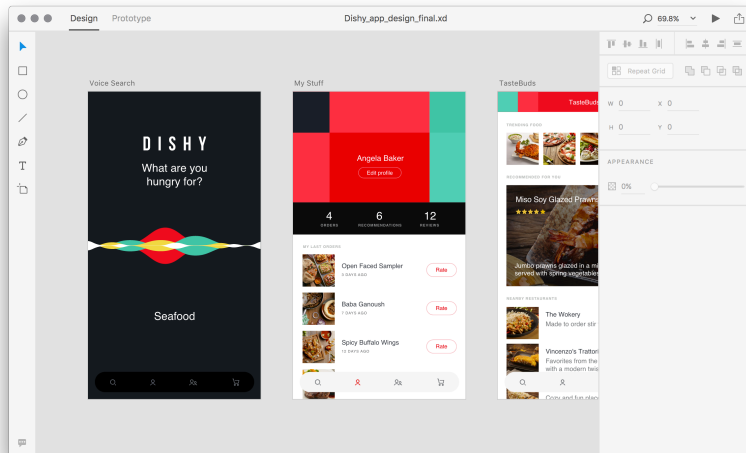 Design Prototype Dishy_app_design_final.xd 69.8%
Voice Search
DISHY
What are you
hungry for?
Seafood
My Stuff
Angela Baker
Edit profile
4 6 12
ORDERS RECOMMENDATIONS REVIEWS
MY LAST ORDERS
Open Faced Sampler
3 DAYS AGO
Rate
Baba Ganoush
7 DAYS AGO
Rate
Spicy Buffalo Wings
12 DAYS AGO
Rate
TasteBuds
TasteBuds
TRENDING FOOD
RECOMMENDED FOR YOU
Miso Soy Glazed Prawns
Jumbo prawns glazed in a mi
served with spring vegetables
NEARBY RESTAURANTS
The Wokery
Made to order stir
Vincenzo's Trattori
Favorites from the
with a modern twis
Cozy and fun place
T
Repeat Grid
W 0 X 0
H 0 Y 0
APPEARANCE
0%